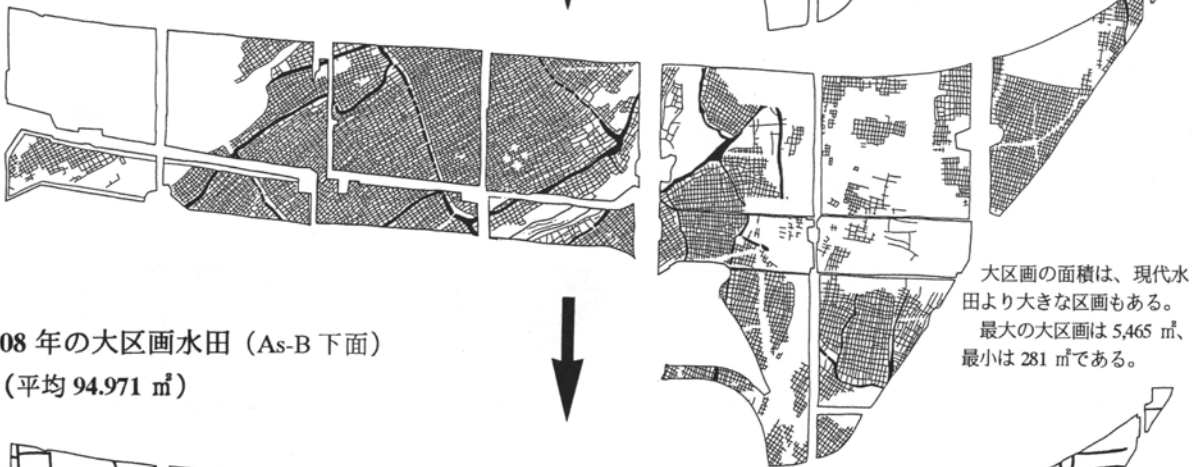 大区画の面積は、現代水
田より大きな区画もある。
最大の大区画は 5,465 ㎡、
最小は 281 ㎡である。
08 年の大区画水田（As-B 下面）
（平均 94.971 ㎡）